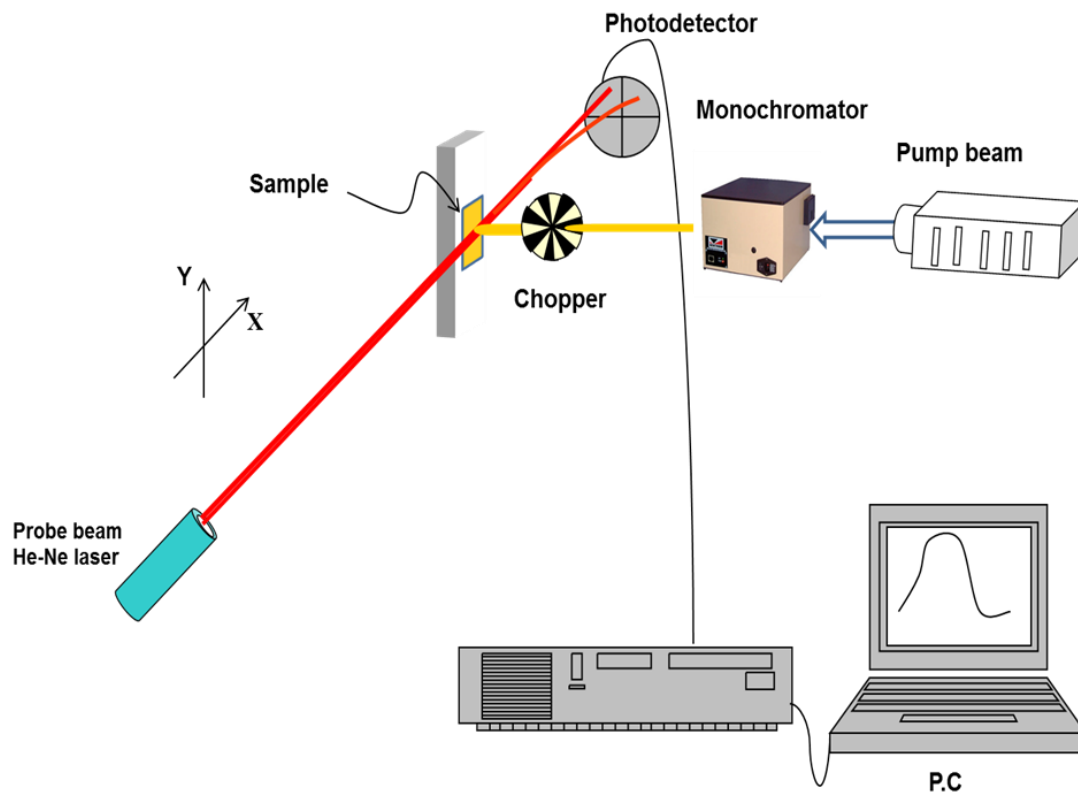 Photodetector
Monochromator
Pump beam
Sample
Chopper
Y
X
Probe beam
He-Ne laser
P.C